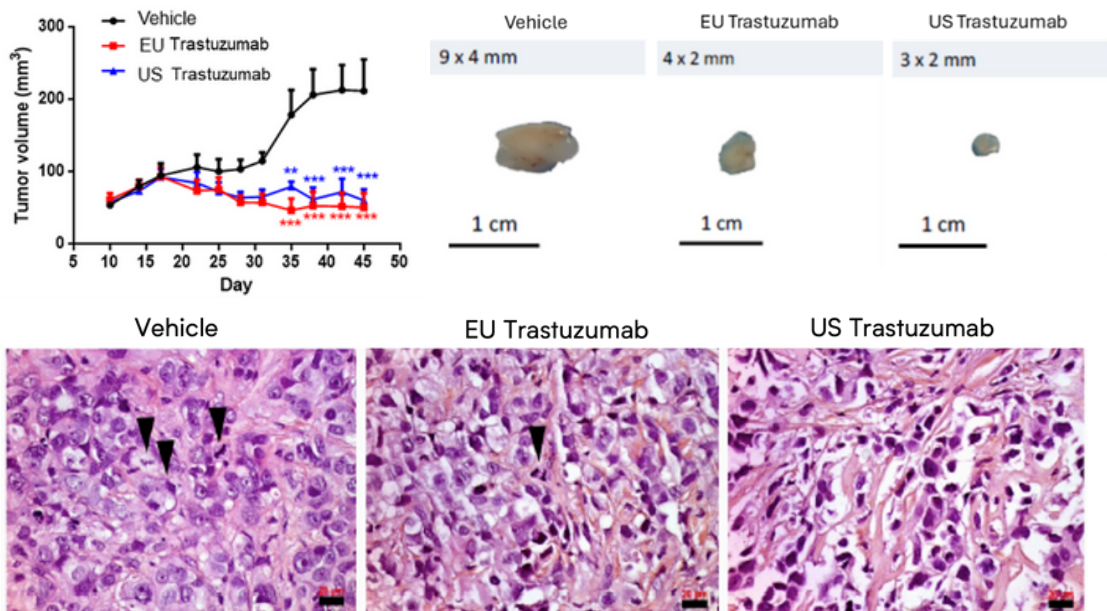 Vehicle
EU Trastuzumab
US Trastuzumab
Tumor volume (mm³)
300
200
100
0
** *** *** ***
*** *** *** ***
5 10 15 20 25 30 35 40 45 50
Day
Vehicle EU Trastuzumab US Trastuzumab
9 x 4 mm 4 x 2 mm 3 x 2 mm
1 cm 1 cm 1 cm
Vehicle EU Trastuzumab US Trastuzumab